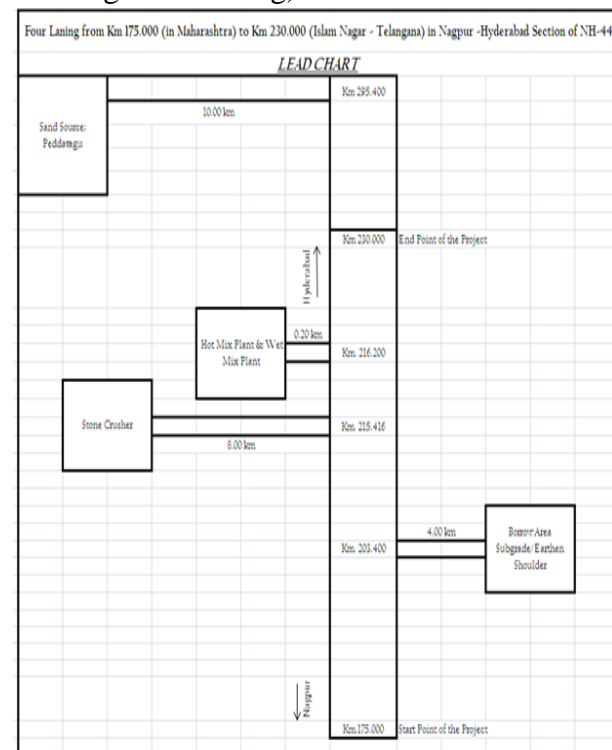 Four Laning from Km 175.000 (in Maharashtra) to Km 230.000 (Islam Nagar - Telangana) in Nagpur -Hyderabad Section of NH-44
LEAD CHART
Km 295.400
10.00 km
Sand Source:
Peddamgu
Km 230.000 End Point of the Project
Hyderabad
0.20 km
Hot Mix Plant & Wet
Mix Plant
Km. 216.200
Stone Crusher
Km. 215.416
8.00 km
4.00 km
Borrow Area
Subgrade/Earthen
Shoulder
Km. 203.400
Nagpur
Km.175.000 Start Point of the Project